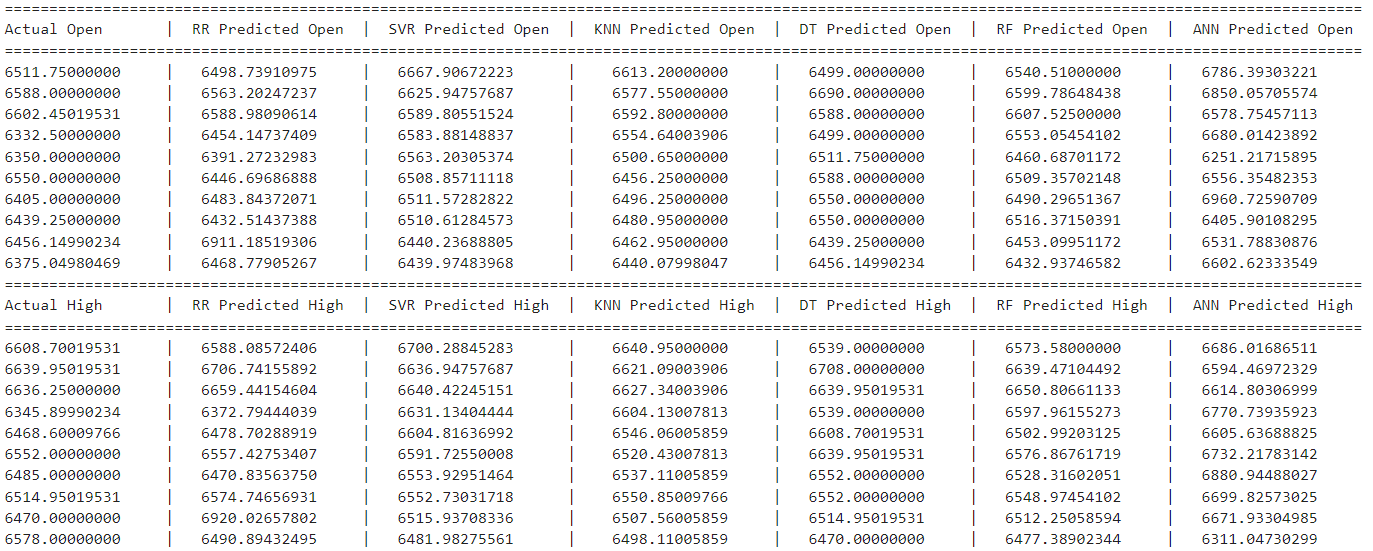 Actual Open | RR Predicted Open | SVR Predicted Open | KNN Predicted Open | DT Predicted Open | RF Predicted Open | ANN Predicted Open
6511.75000000 | 6498.73910975 | 6667.90672223 | 6613.20000000 | 6499.00000000 | 6540.51000000 | 6786.39303221
6588.00000000 | 6563.20247237 | 6625.94757687 | 6577.55000000 | 6690.00000000 | 6599.78648438 | 6850.05705574
6602.45019531 | 6588.98090614 | 6589.80551524 | 6592.80000000 | 6588.00000000 | 6607.52500000 | 6578.75457113
6332.50000000 | 6454.14737409 | 6583.88148837 | 6554.64003906 | 6499.00000000 | 6553.05454102 | 6680.01423892
6350.00000000 | 6391.27232983 | 6563.20305374 | 6500.65000000 | 6511.75000000 | 6460.68701172 | 6251.21715895
6550.00000000 | 6446.69686888 | 6508.85711118 | 6456.25000000 | 6588.00000000 | 6509.35702148 | 6556.35482353
6405.00000000 | 6483.84372071 | 6511.57282822 | 6496.25000000 | 6550.00000000 | 6490.29651367 | 6960.72590709
6439.25000000 | 6432.51437388 | 6510.61284573 | 6480.95000000 | 6550.00000000 | 6516.37150391 | 6405.90108295
6456.14990234 | 6911.18519306 | 6440.23688805 | 6462.95000000 | 6439.25000000 | 6453.09951172 | 6531.78830876
6375.04980469 | 6468.77905267 | 6439.97483968 | 6440.07998047 | 6456.14990234 | 6432.93746582 | 6602.62333549
Actual High | RR Predicted High | SVR Predicted High | KNN Predicted High | DT Predicted High | RF Predicted High | ANN Predicted High
6608.70019531 | 6588.08572406 | 6700.28845283 | 6640.95000000 | 6539.00000000 | 6573.58000000 | 6686.01686511
6639.95019531 | 6706.74155892 | 6636.94757687 | 6621.09003906 | 6708.00000000 | 6639.47104492 | 6594.46972329
6636.25000000 | 6659.44154604 | 6640.42245151 | 6627.34003906 | 6639.95019531 | 6650.80661133 | 6614.80306999
6345.89990234 | 6372.79444039 | 6631.13404444 | 6604.13007813 | 6539.00000000 | 6597.96155273 | 6770.73935923
6468.60009766 | 6478.70288919 | 6604.81636992 | 6546.06005859 | 6608.70019531 | 6502.99203125 | 6605.63688825
6552.00000000 | 6557.42753407 | 6591.72550008 | 6520.43007813 | 6639.95019531 | 6576.86761719 | 6732.21783142
6485.00000000 | 6470.83563750 | 6553.92951464 | 6537.11005859 | 6552.00000000 | 6528.31602051 | 6880.94488027
6514.95019531 | 6574.74656931 | 6552.73031718 | 6550.85009766 | 6552.00000000 | 6548.97454102 | 6699.82573025
6470.00000000 | 6920.02657802 | 6515.93708336 | 6507.56005859 | 6514.95019531 | 6512.25058594 | 6671.93304985
6578.00000000 | 6490.89432495 | 6481.98275561 | 6498.11005859 | 6470.00000000 | 6477.38902344 | 6311.04730299